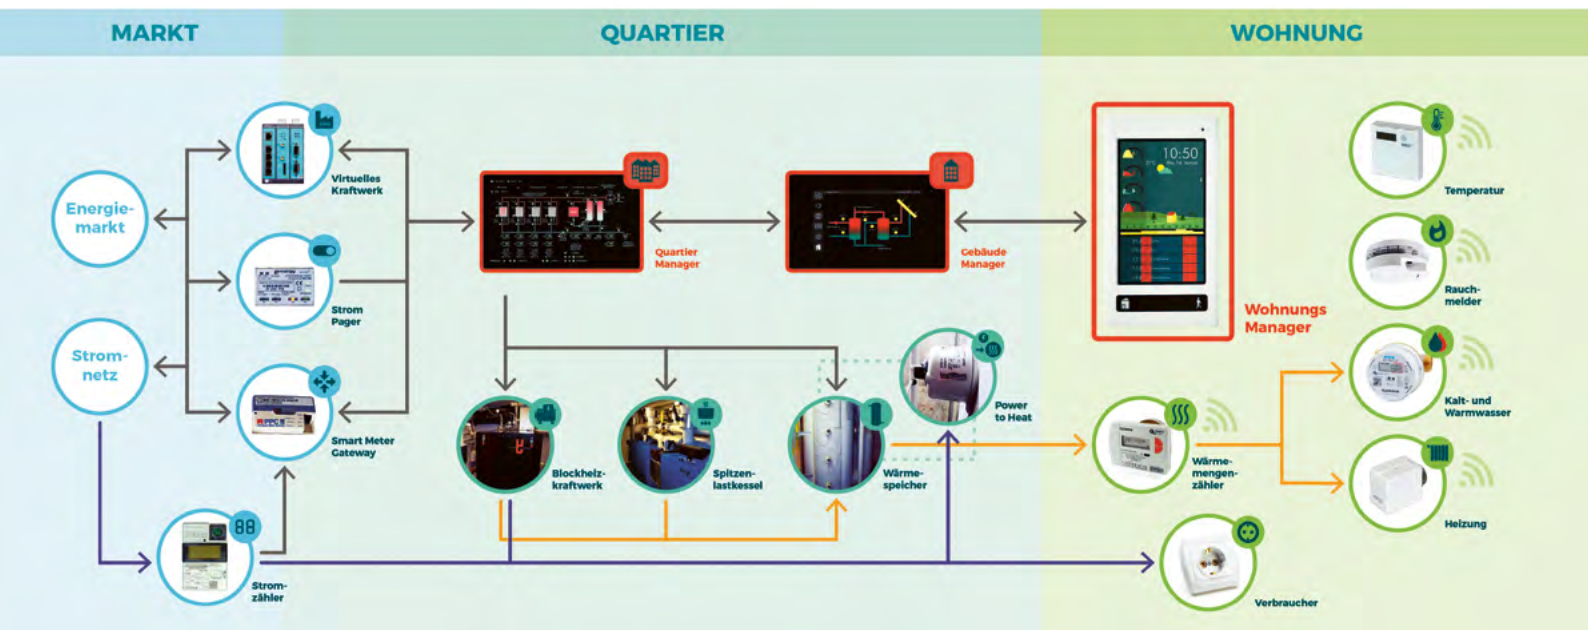 MARKT
QUARTIER
WOHNUNG
Energie-
markt
Strom-
netz
Virtuelles
Kraftwerk
Strom
Pager
Smart Meter
Gateway
88
Strom-
zähler
Quartier
Manager
Gebäude
Manager
10:50
Wohnungs
Manager
Blockheiz-
kraftwerk
Spitzen-
lastkessel
Wärme-
speicher
Power
to Heat
Temperatur
Rauch-
melder
Kalt- und
Warmwasser
Wärme-
mengen-
zähler
Heizung
Verbraucher